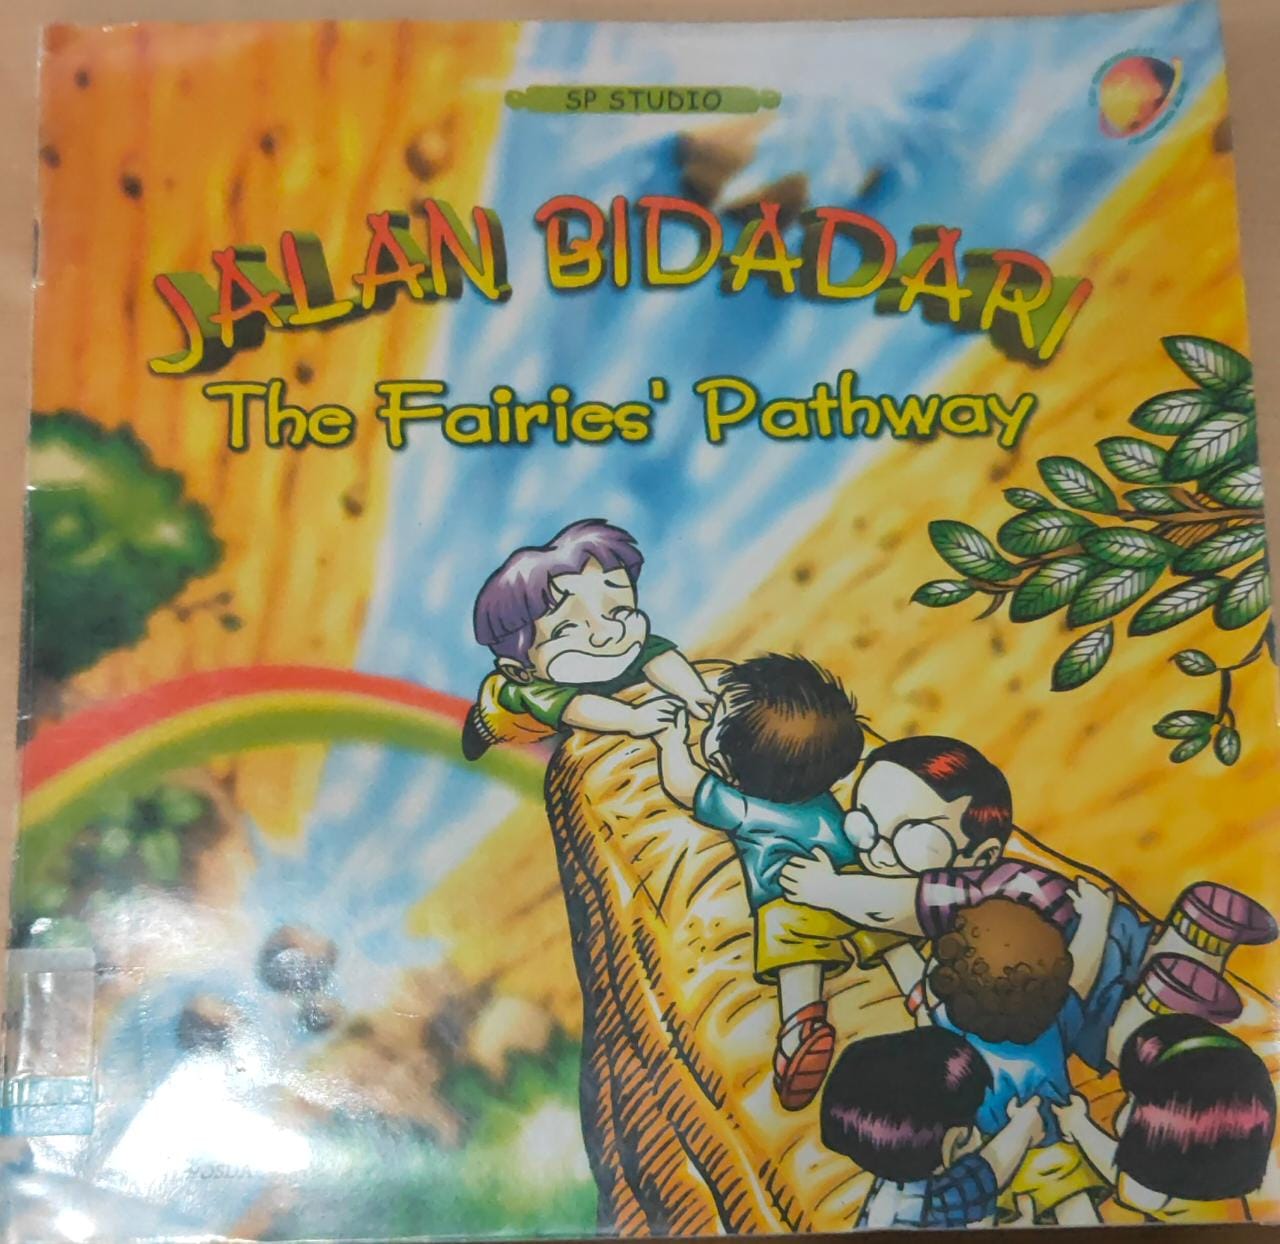 SP STUDIO
JALAN BIDADARI
The Fairies' Pathway